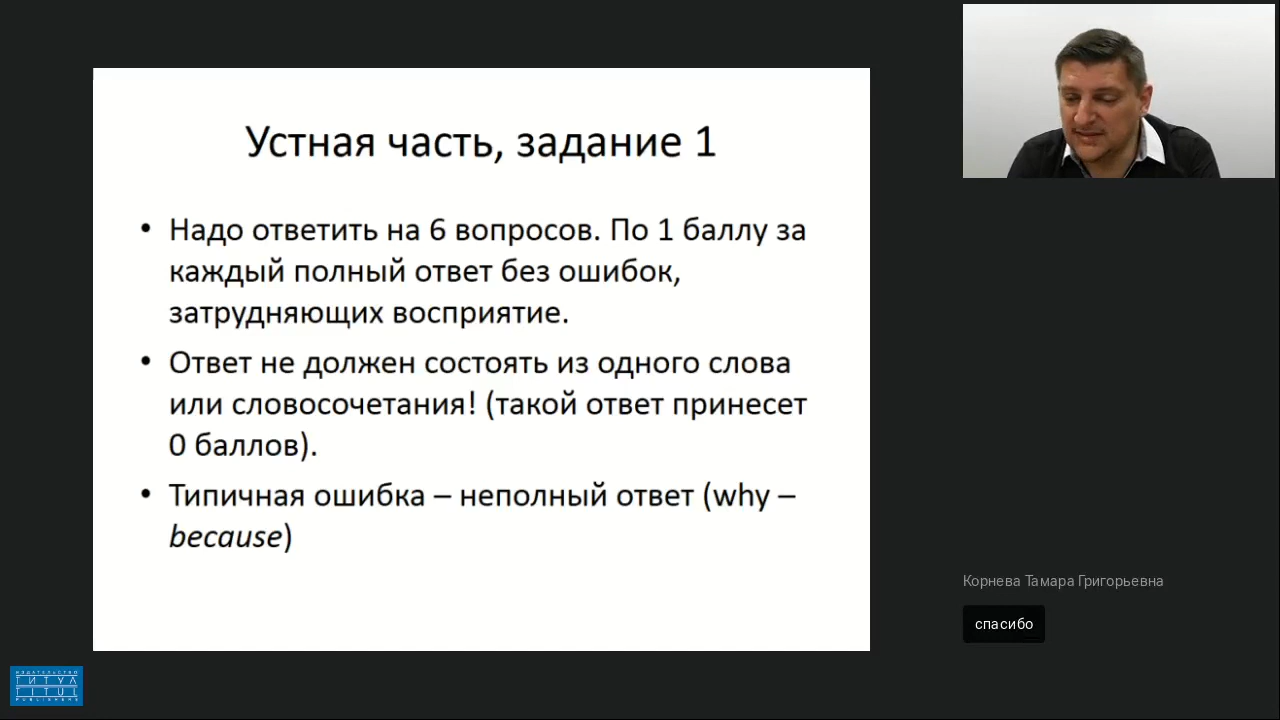 Устная часть, задание 1
• Надо ответить на 6 вопросов. По 1 баллу за
каждый полный ответ без ошибок,
затрудняющих восприятие.
• Ответ не должен состоять из одного слова
или словосочетания! (такой ответ принесет
0 баллов).
• Типичная ошибка – неполный ответ (why –
because)
Корнева Тамара Григорьевна
спасибо
ИЗДАТЕЛЬСТВО
ТИТУЛ
TITUL
PUBLISHERS